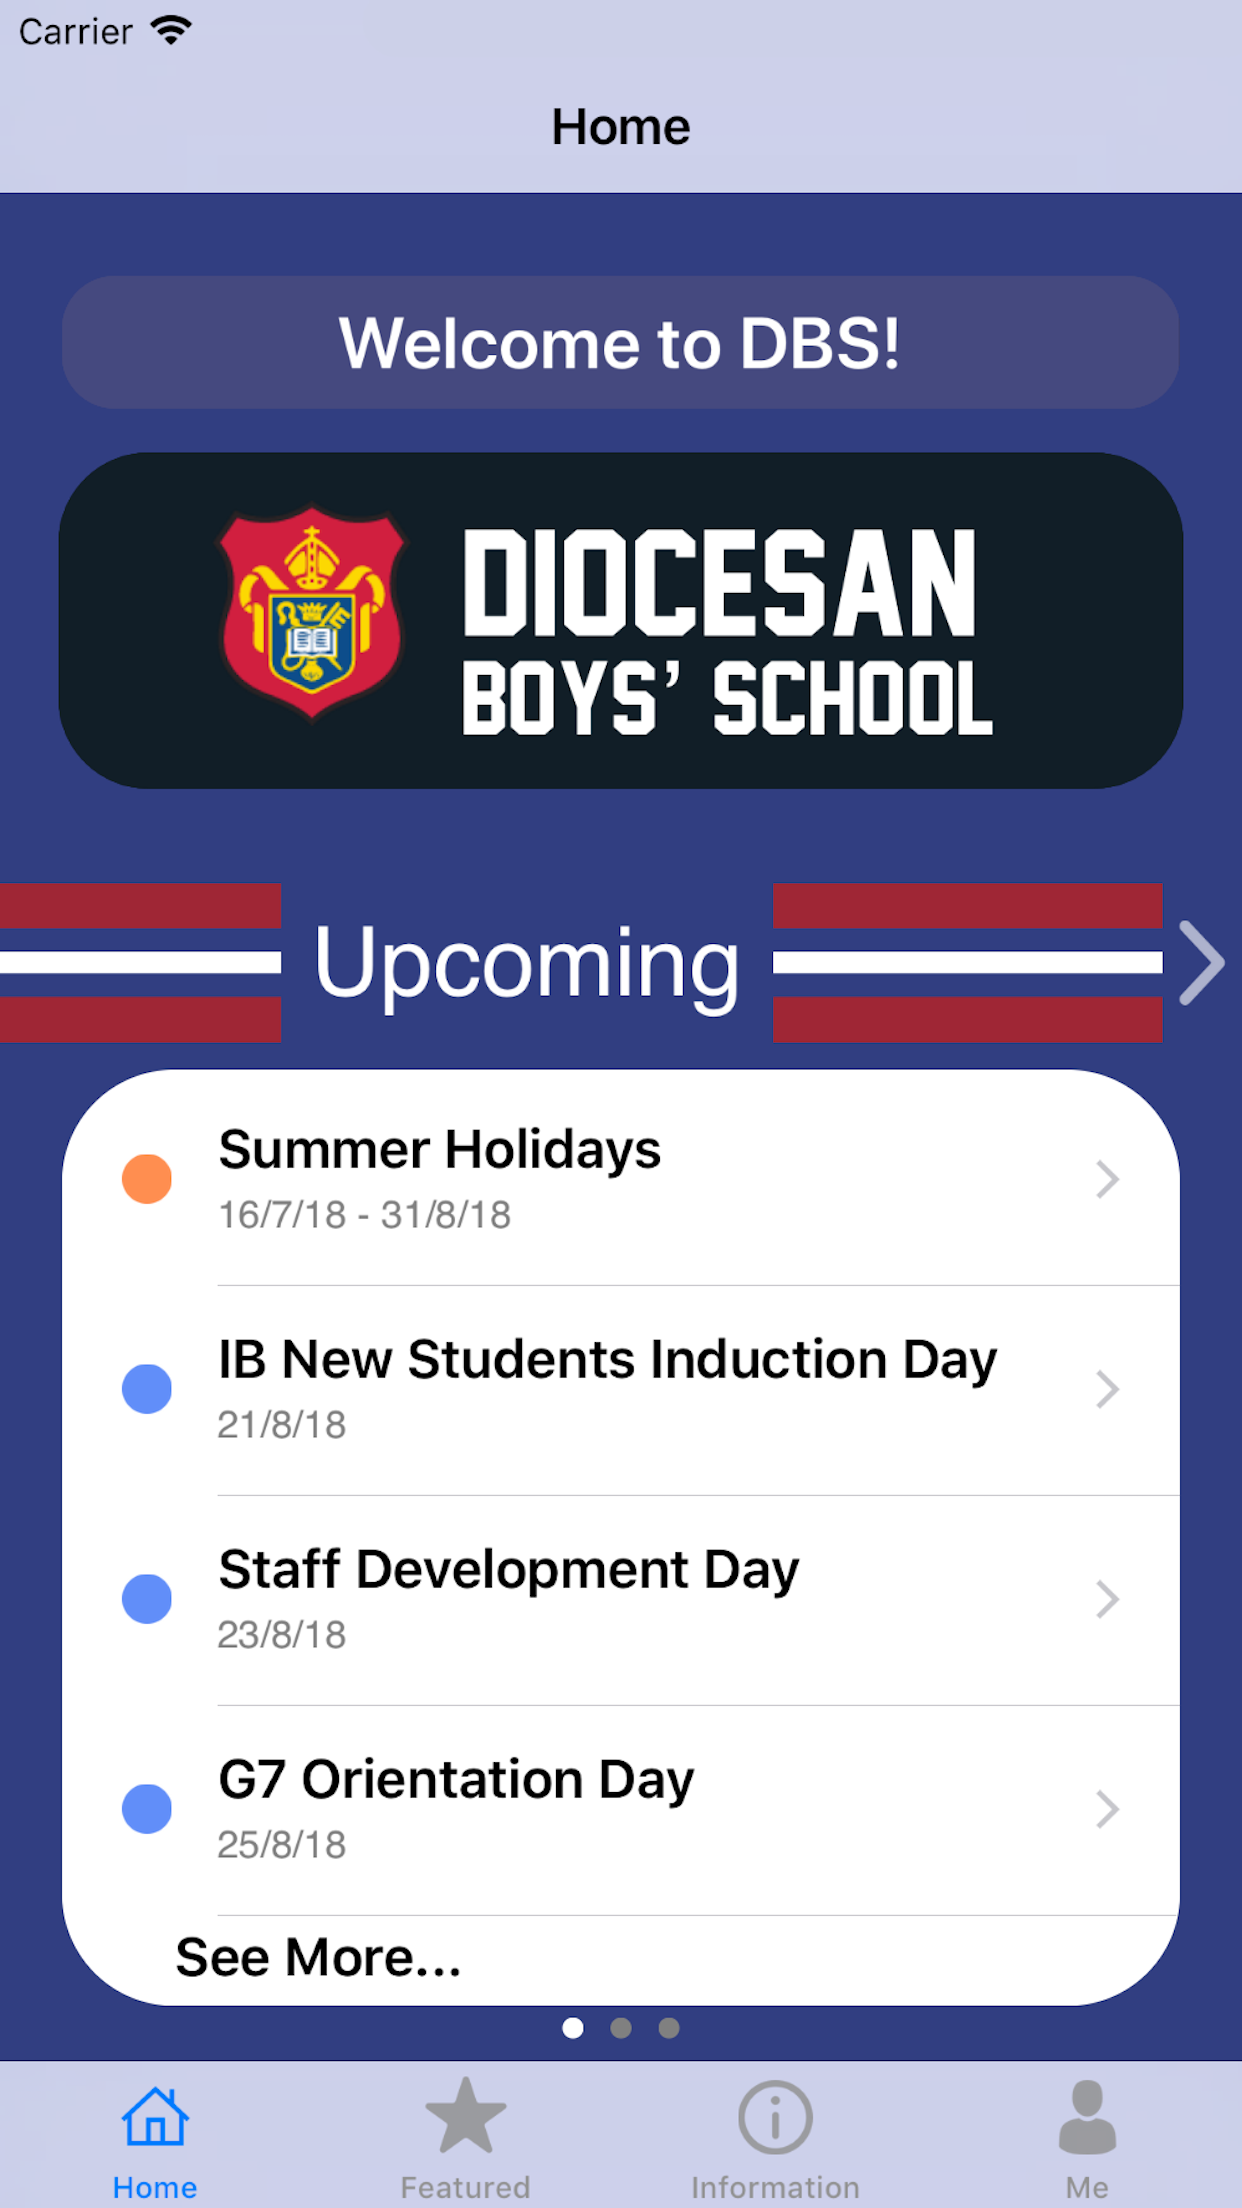 Carrier
Home
Welcome to DBS!
DIOCESAN
BOYS’ SCHOOL
Upcoming
Summer Holidays
16/7/18 - 31/8/18
IB New Students Induction Day
21/8/18
Staff Development Day
23/8/18
G7 Orientation Day
25/8/18
See More...
Home
Featured
Information
Me